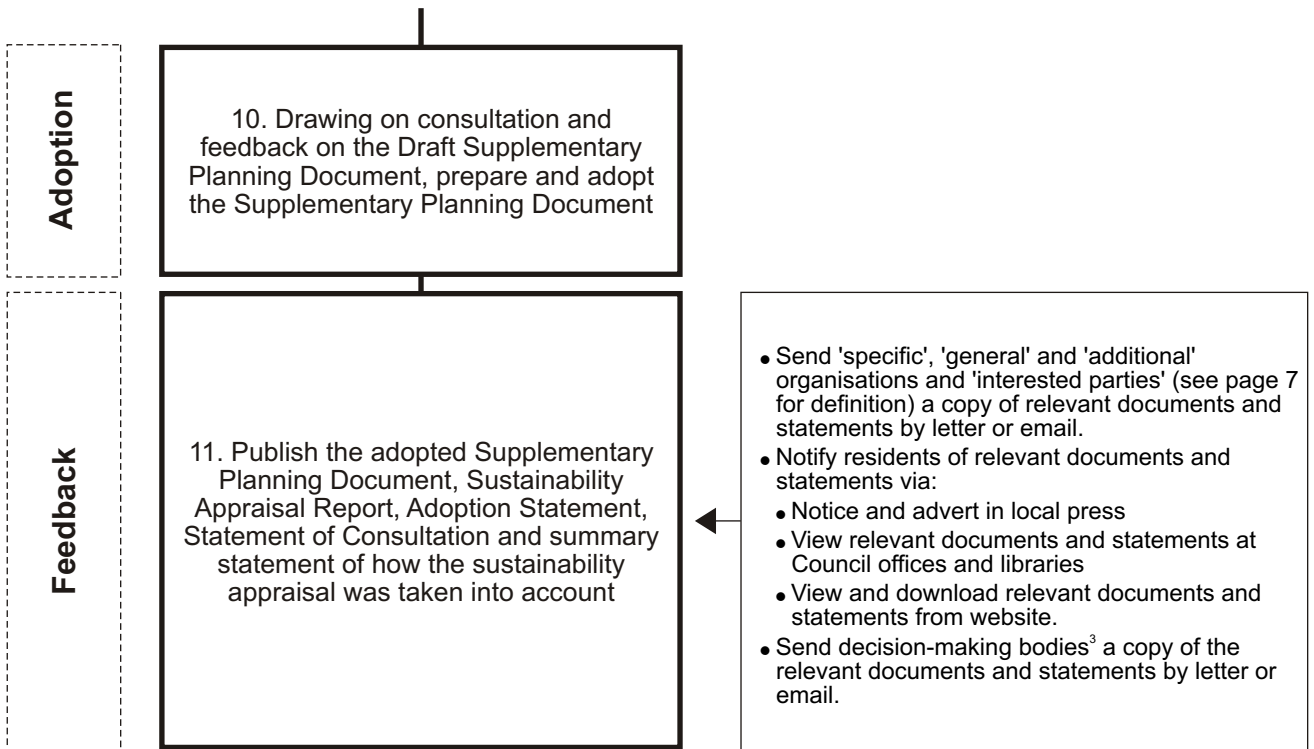 Adoption
10. Drawing on consultation and
feedback on the Draft Supplementary
Planning Document, prepare and adopt
the Supplementary Planning Document
Feedback
11. Publish the adopted Supplementary
Planning Document, Sustainability
Appraisal Report, Adoption Statement,
Statement of Consultation and summary
statement of how the sustainability
appraisal was taken into account
• Send 'specific', 'general' and 'additional'
organisations and 'interested parties' (see page 7
for definition) a copy of relevant documents and
statements by letter or email.
• Notify residents of relevant documents and
statements via:
• Notice and advert in local press
• View relevant documents and statements at
Council offices and libraries
• View and download relevant documents and
statements from website.
• Send decision-making bodies³ a copy of the
relevant documents and statements by letter or
email.